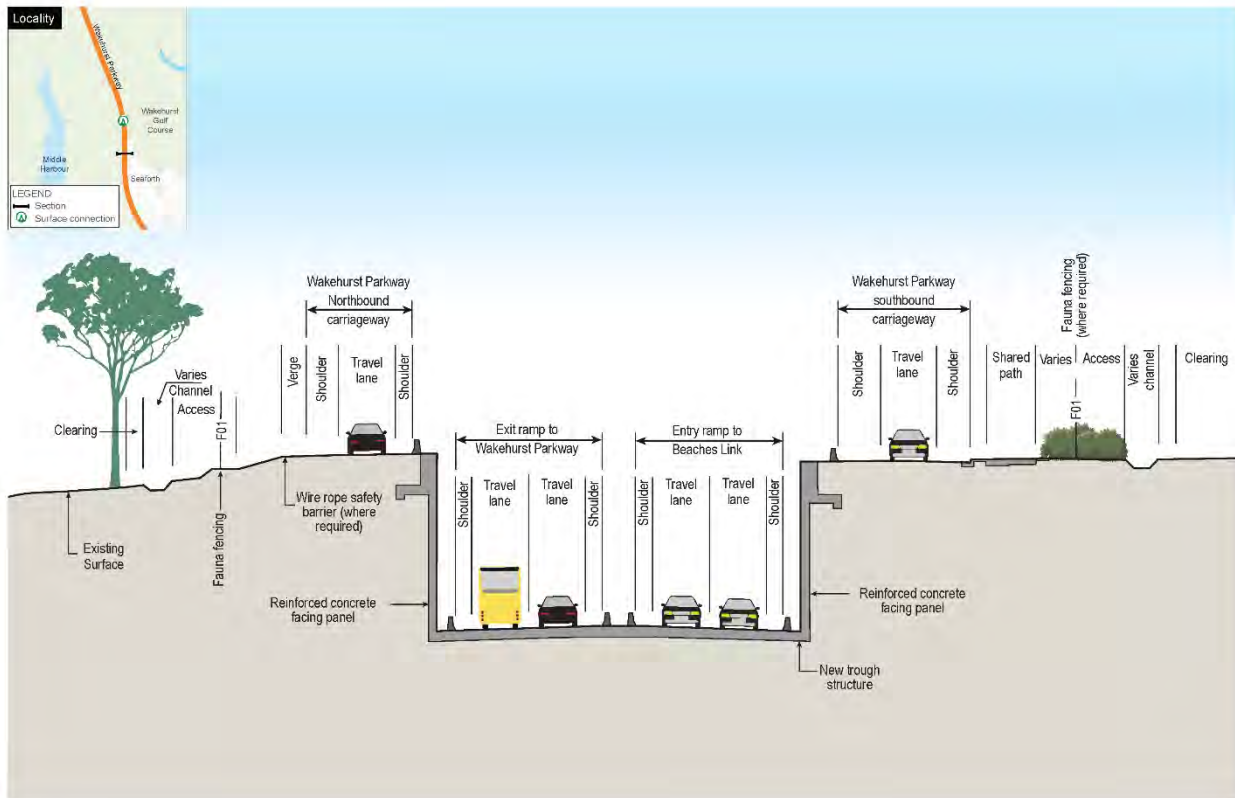 Locality
Wakehurst Parkway
Wakehurst
Golf
Course
Middle
Harbour
Seaforth
LEGEND
Section
A Surface connection
Wakehurst Parkway
Northbound
carriageway
Verge
Shoulder
Travel
lane
Shoulder
Varies
Channel
Access
Clearing
F01
Existing
Surface
Fauna fencing
Wire rope safety
barrier (where
required)
Reinforced concrete
facing panel
Exit ramp to
Wakehurst Parkway
Shoulder
Travel
lane
Travel
lane
Shoulder
Entry ramp to
Beaches Link
Shoulder
Travel
lane
Travel
lane
Shoulder
Wakehurst Parkway
southbound
carriageway
Shoulder
Travel
lane
Shoulder
Shared
path
Varies
Fauna fencing
(where required)
F01
Access
Varies
channel
Clearing
Reinforced concrete
facing panel
New trough
structure